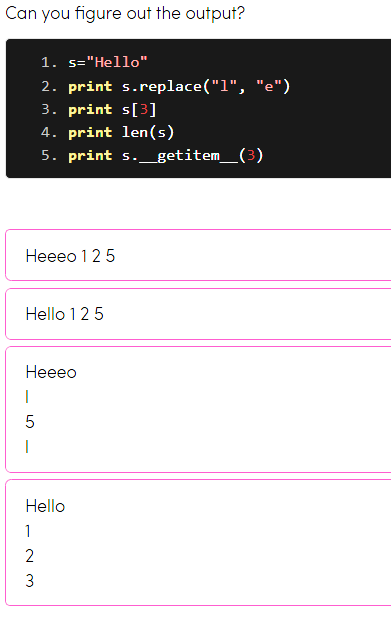 Can you figure out the output?
1. s="Hello"
2. print s.replace("l", "e")
3. print s[3]
4. print len(s)
5. print s.__getitem__(3)
Heeeo 1 2 5
Hello 1 2 5
Heeeo
l
5
l
Hello
1
2
3